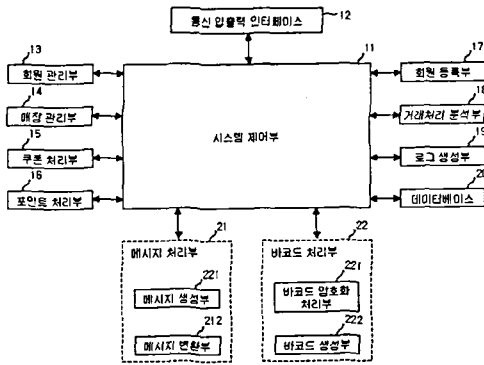 통신 입출력 인터페이스
12
13
회원 관리부
14
매장 관리부
15
쿠폰 처리부
16
포인트 처리부
11
시스템 제어부
17
회원 등록부
18
거래처리 분석부
19
로그 생성부
20
데이터베이스
21
메시지 처리부
221
메시지 생성부
212
메시지 변환부
22
바코드 처리부
221
바코드 암호화
처리부
222
바코드 생성부